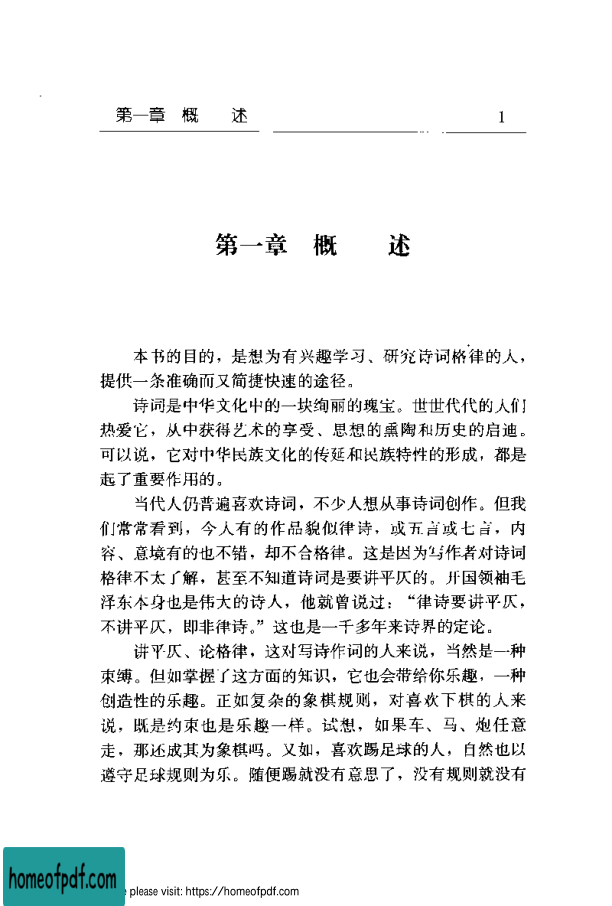 第一章 概 述 1
第一章 概 述
本书的目的，是想为有兴趣学习、研究诗词格律的人，
提供一条准确而又简捷快速的途径。
诗词是中华文化中的一块绚丽的瑰宝。世世代代的人们
热爱它，从中获得艺术的享受、思想的熏陶和历史的启迪。
可以说，它对中华民族文化的传延和民族特性的形成，都是
起了重要作用的。
当代人仍普遍喜欢诗词，不少人想从事诗词创作。但我
们常常看到，今人有的作品貌似律诗，或五言或七言，内
容、意境有的也不错，却不合格律。这是因为写作者对诗词
格律不太了解，甚至不知道诗词是要讲平仄的。开国领袖毛
泽东本身也是伟大的诗人，他就曾说过：“律诗要讲平仄，
不讲平仄，即非律诗。”这也是一千多年来诗界的定论。
讲平仄、论格律，这对写诗作词的人来说，当然是一种
束缚。但如掌握了这方面的知识，它也会带给你乐趣，一种
创造性的乐趣。正如复杂的象棋规则，对喜欢下棋的人来
说，既是约束也是乐趣一样。试想，如果车、马、炮任意
走，那还成其为象棋吗。又如，喜欢踢足球的人，自然也以
遵守足球规则为乐。随便踢就没有意思了，没有规则就没有
homeofpdf.com
please visit: https://homeofpdf.com